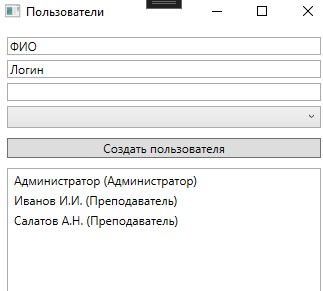 Пользователи
ФИО
Логин
Создать пользователя
Администратор (Администратор)
Иванов И.И. (Преподаватель)
Салатов А.Н. (Преподаватель)